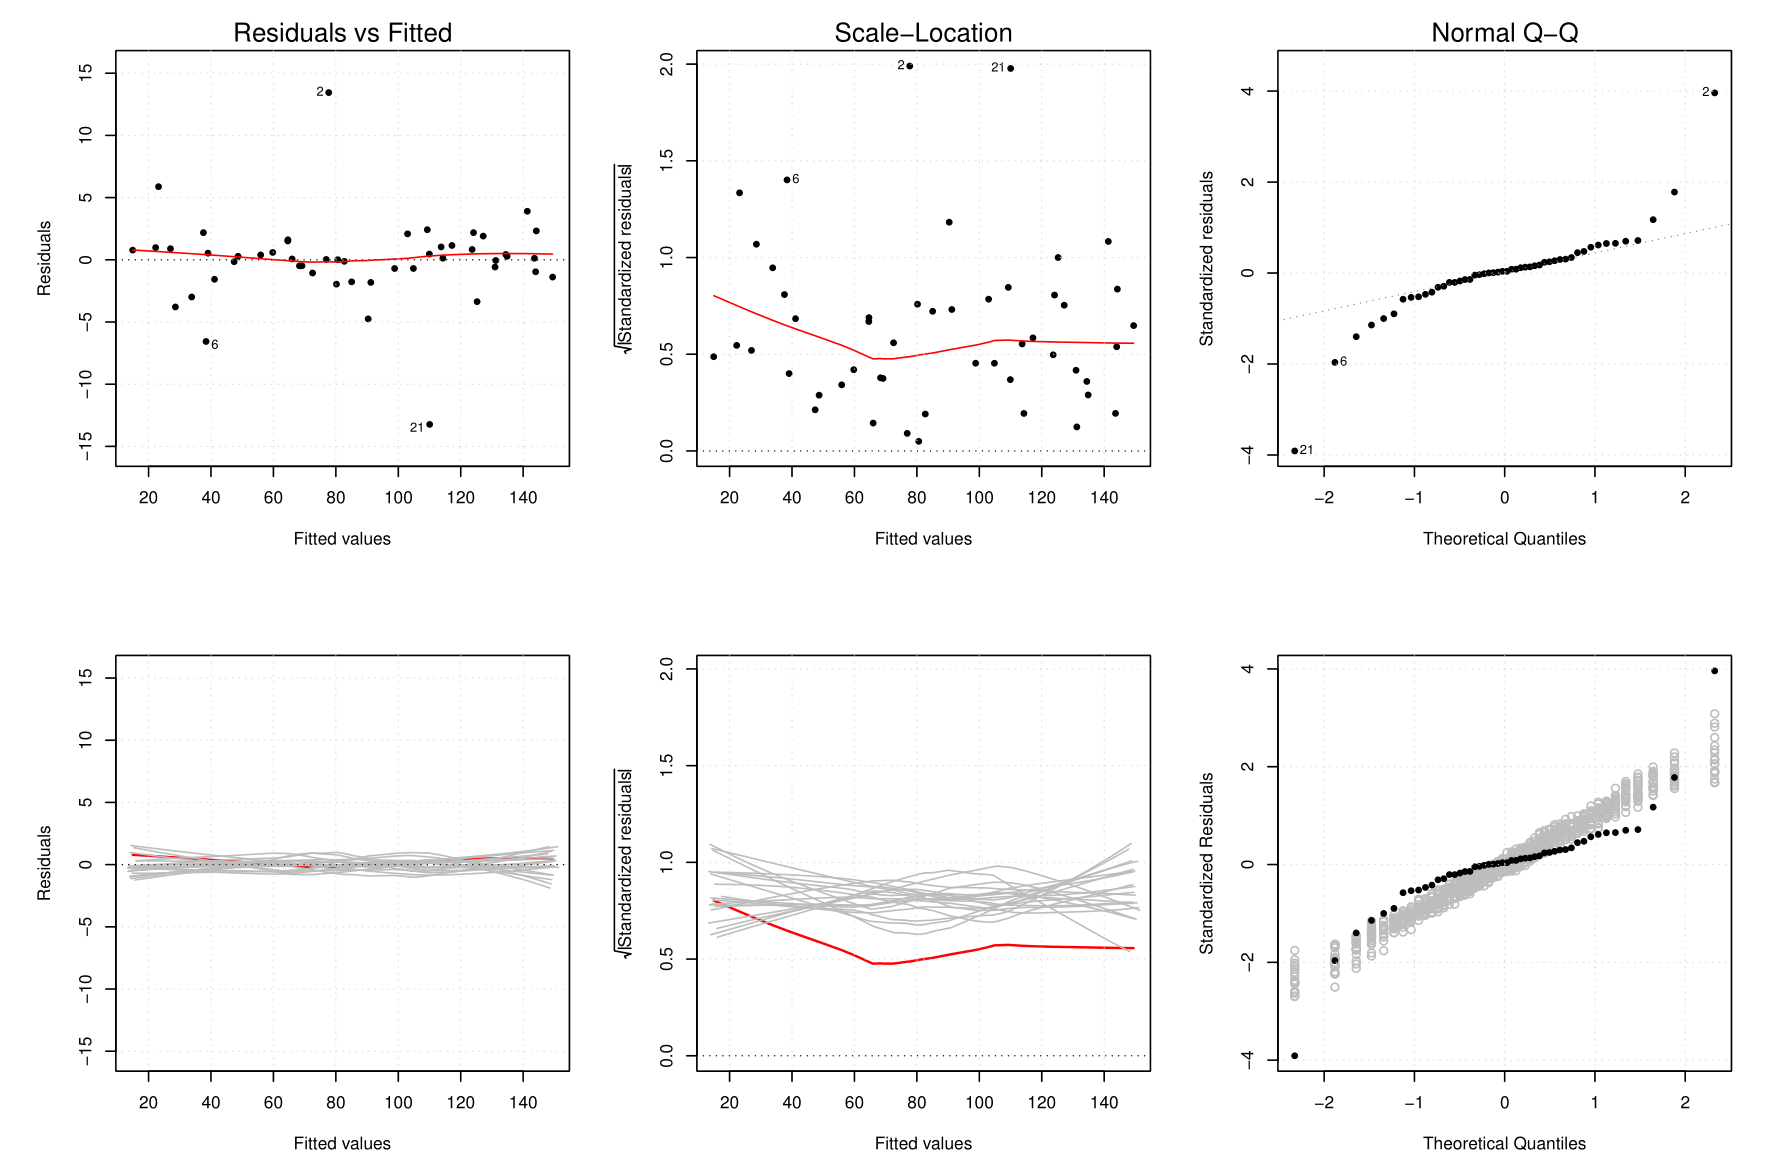 Residuals vs Fitted
Residuals
15
10
5
0
−5
−10
−15
2
6
21
20 40 60 80 100 120 140
Fitted values
Scale−Location
√|Standardized residuals|
2.0
1.5
1.0
0.5
0.0
2
21
6
20 40 60 80 100 120 140
Fitted values
Normal Q−Q
Standardized residuals
4
2
0
−2
−4
2
6
21
−2 −1 0 1 2
Theoretical Quantiles
Residuals
15
10
5
0
−5
−10
−15
20 40 60 80 100 120 140
Fitted values
√|Standardized residuals|
2.0
1.5
1.0
0.5
0.0
20 40 60 80 100 120 140
Fitted values
Standardized Residuals
4
2
0
−2
−4
−2 −1 0 1 2
Theoretical Quantiles